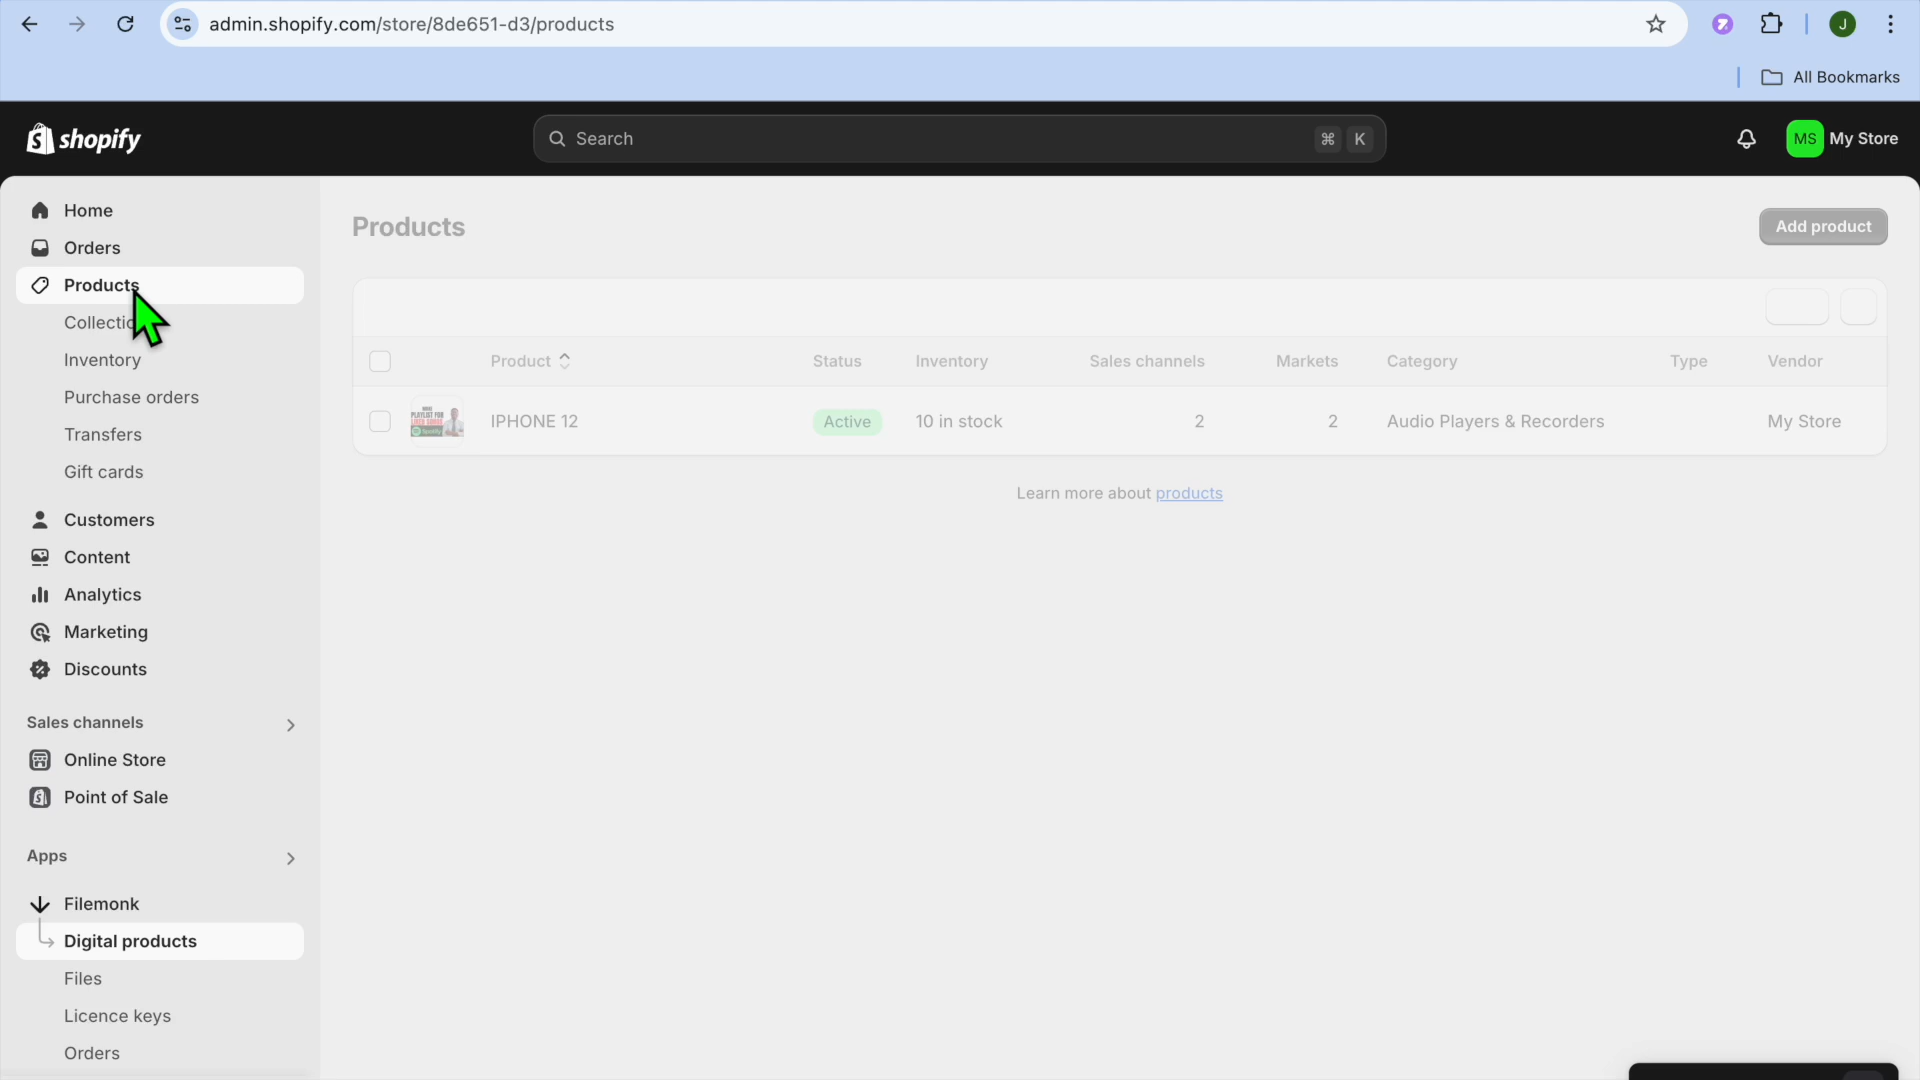 admin.shopify.com/store/8de651-d3/products
J
All Bookmarks
shopify
Search
⌘ K
MS My Store
Home
Orders
Products
Inventory
Purchase orders
Transfers
Gift cards
Customers
Content
Analytics
Marketing
Discounts
Sales channels
Online Store
Point of Sale
Apps
Filemonk
Digital products
Files
Licence keys
Orders
Products
Add product
Product Status Inventory Sales channels Markets Category Type Vendor
PLAYLIST FOR
Spotify
IPHONE 12 Active 10 in stock 2 2 Audio Players & Recorders My Store
Learn more about products